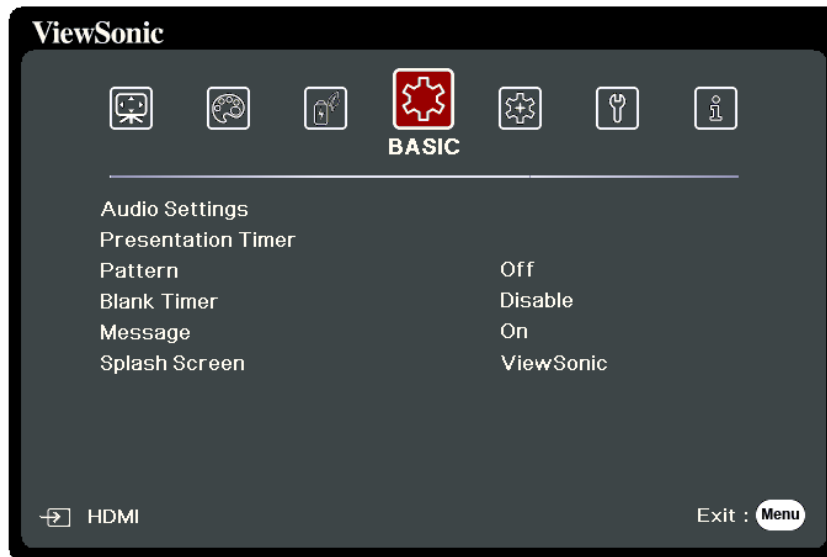 ViewSonic
BASIC
Audio Settings
Presentation Timer
Pattern Off
Blank Timer Disable
Message On
Splash Screen ViewSonic
HDMI Exit : Menu